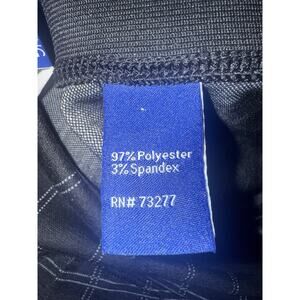 97% Polyester
3% Spandex
RN# 73277